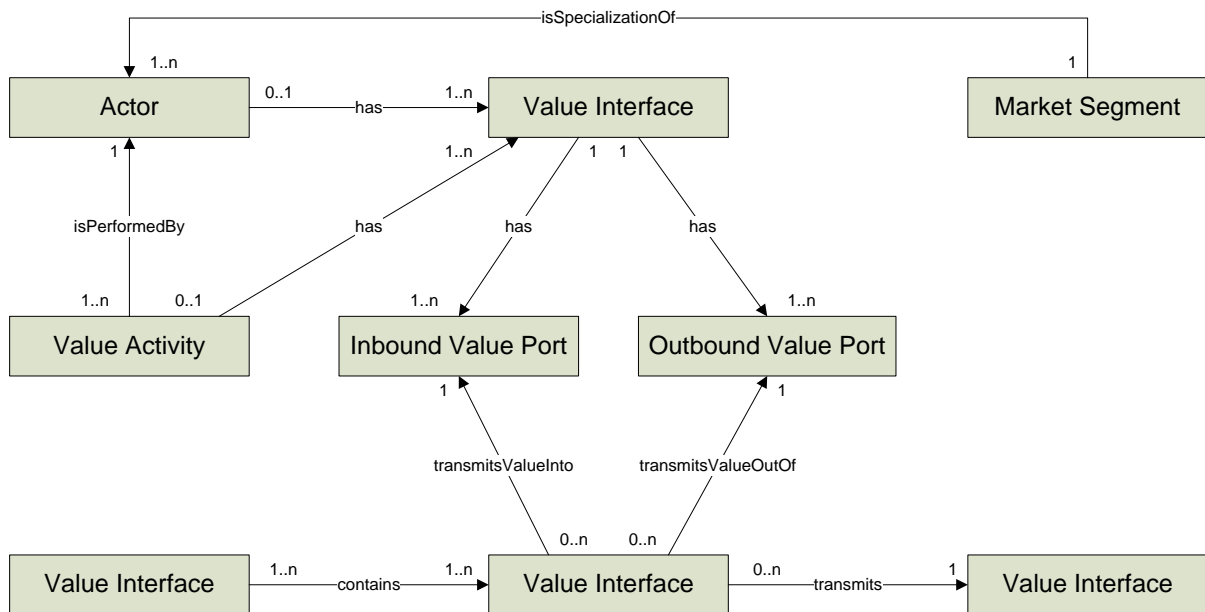 isSpecializationOf
1..n
1
Actor
0..1
has
1..n
Value Interface
Market Segment
1
1..n
1
1
isPerformedBy
has
has
has
1..n
0..1
1..n
1..n
Value Activity
Inbound Value Port
Outbound Value Port
1
1
transmitsValueInto
transmitsValueOutOf
0..n
0..n
Value Interface
1..n
contains
1..n
Value Interface
0..n
transmits
1
Value Interface